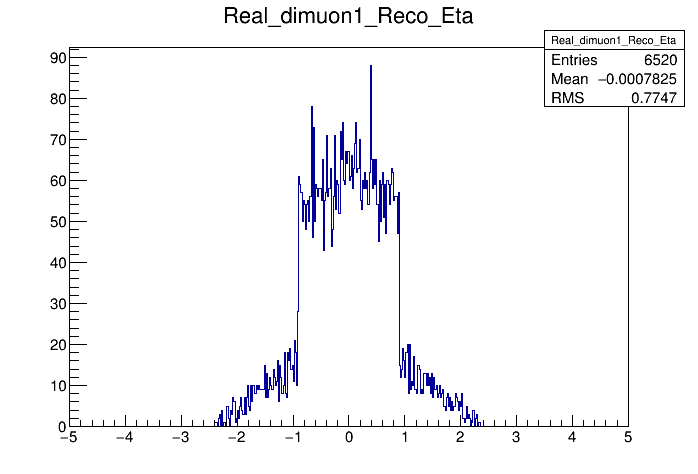 Real_dimuon1_Reco_Eta
Real_dimuon1_Reco_Eta
Entries 6520
Mean −0.0007825
RMS 0.7747
90
80
70
60
50
40
30
20
10
0
−5 −4 −3 −2 −1 0 1 2 3 4 5